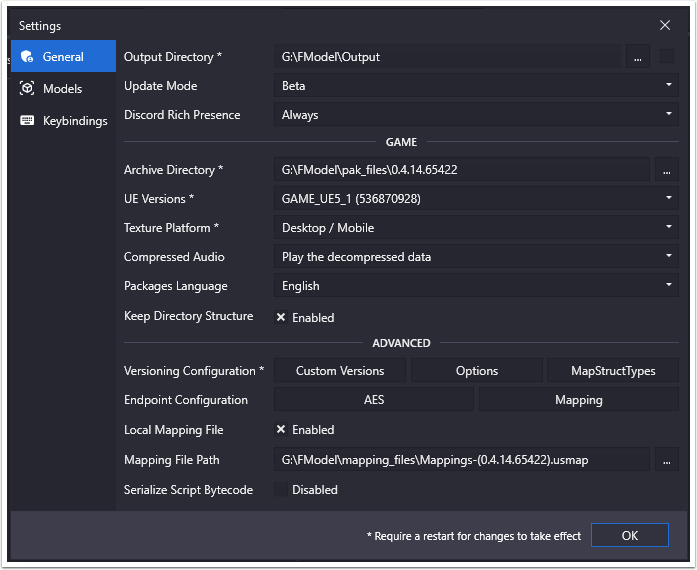 Settings
General
Models
Keybindings
Output Directory * G:\FModel\Output ...
Update Mode Beta
Discord Rich Presence Always
GAME
Archive Directory * G:\FModel\pak_files\0.4.14.65422 ...
UE Versions * GAME_UE5_1 (536870928)
Texture Platform * Desktop / Mobile
Compressed Audio Play the decompressed data
Packages Language English
Keep Directory Structure Enabled
ADVANCED
Versioning Configuration * Custom Versions Options MapStructTypes
Endpoint Configuration AES Mapping
Local Mapping File Enabled
Mapping File Path G:\FModel\mapping_files\Mappings-(0.4.14.65422).usmap ...
Serialize Script Bytecode Disabled
* Require a restart for changes to take effect OK